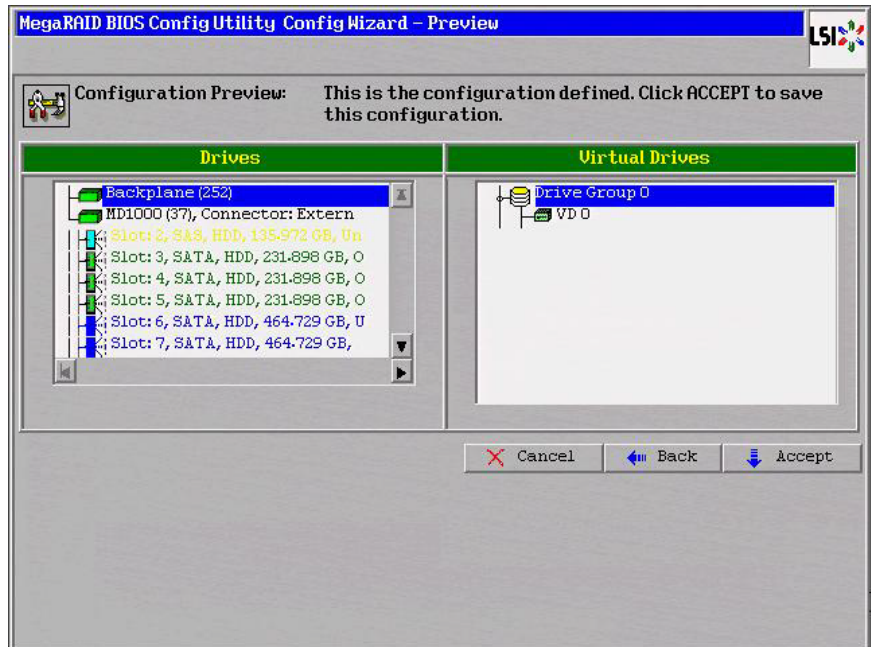 MegaRAID BIOS Config Utility Config Wizard - Preview
LSI
Configuration Preview: This is the configuration defined. Click ACCEPT to save
this configuration.
Drives
Backplane (252)
MD1000 (37), Connector: Extern
Slot: 2, SAS, HDD, 135.972 GB, Un
Slot: 3, SATA, HDD, 231.898 GB, O
Slot: 4, SATA, HDD, 231.898 GB, O
Slot: 5, SATA, HDD, 231.898 GB, O
Slot: 6, SATA, HDD, 464.729 GB, U
Slot: 7, SATA, HDD, 464.729 GB,
Virtual Drives
Drive Group 0
VD 0
Cancel Back Accept